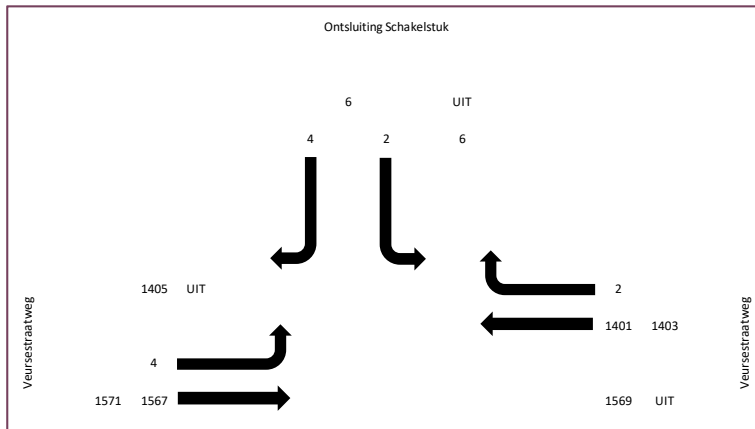 Ontsluiting Schakelstuk
6 UIT
4 2 6
1405 UIT 2
Veursestraatweg
1401 1403
Veursestraatweg
4
1571 1567 1569 UIT